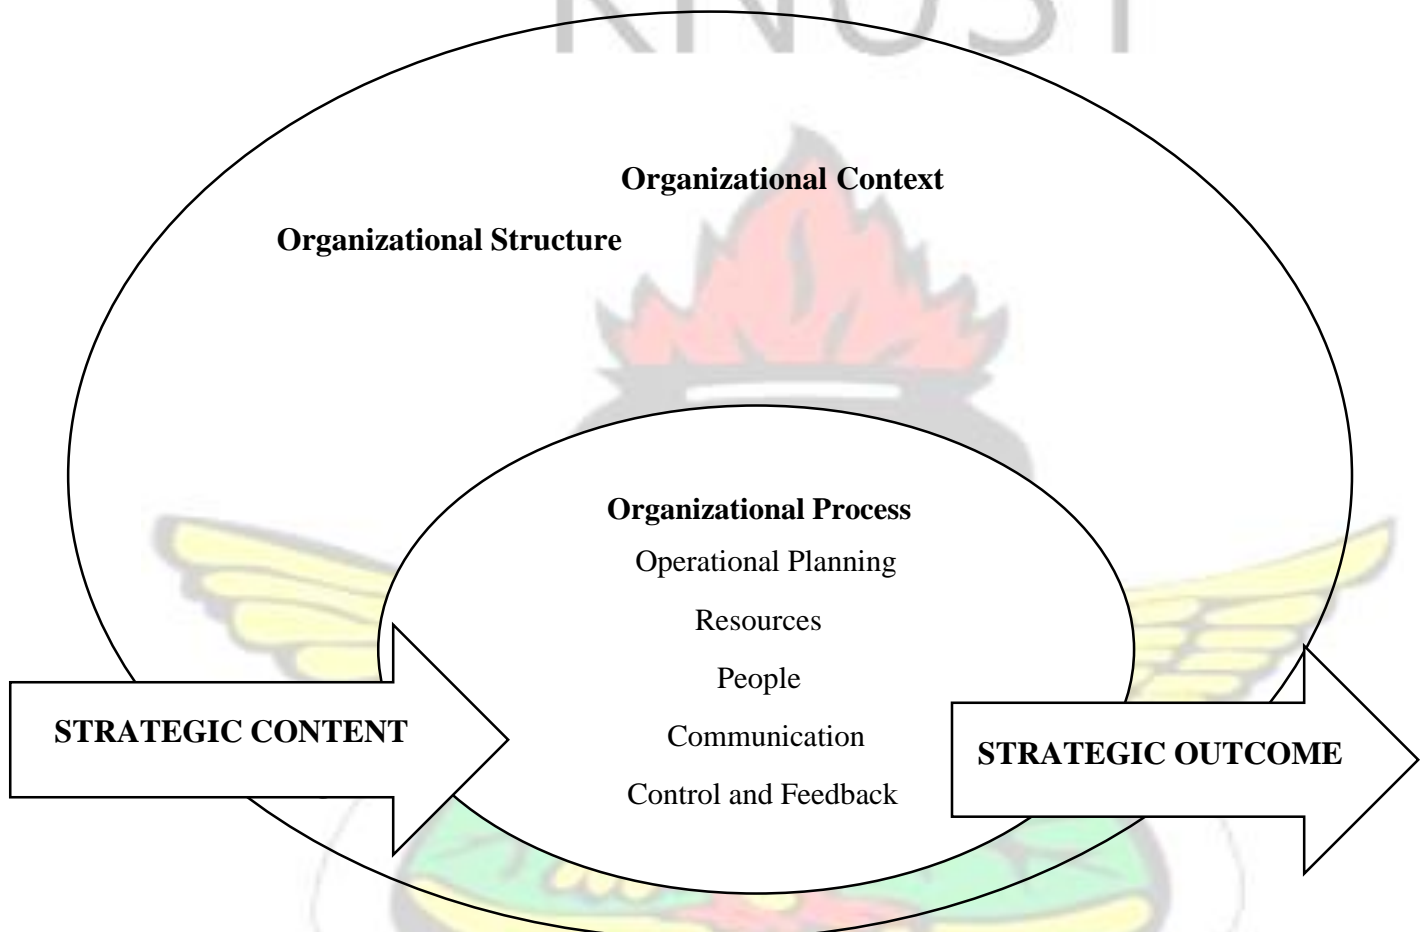 KNUST
Organizational Context
Organizational Structure
Organizational Process
Operational Planning
Resources
People
Communication
Control and Feedback
STRATEGIC CONTENT
STRATEGIC OUTCOME